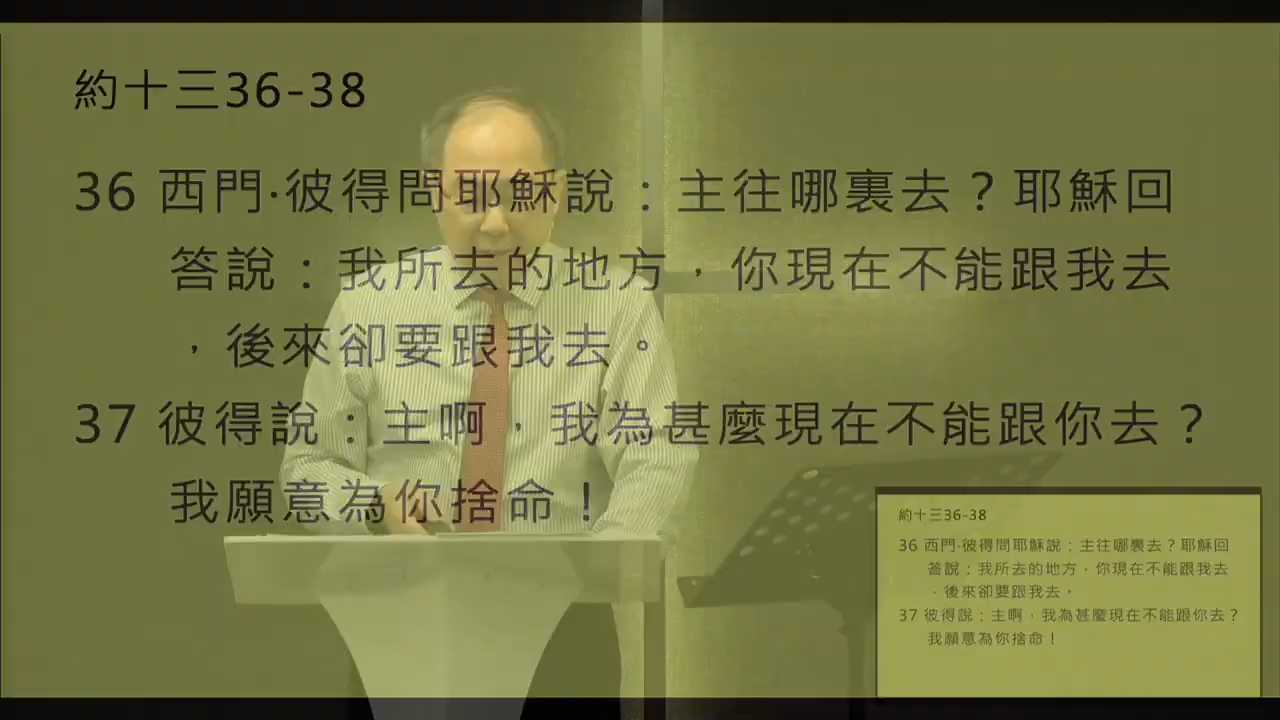 約十三36-38
36 西門·彼得問耶穌說：主往哪裏去？耶穌回
答說：我所去的地方，你現在不能跟我去
，後來卻要跟我去。
37 彼得說：主啊，我為甚麼現在不能跟你去？
我願意為你捨命！
約十三36-38
36 西門·彼得問耶穌說：主往哪裏去？耶穌回
答說：我所去的地方，你現在不能跟我去
，後來卻要跟我去。
37 彼得說：主啊，我為甚麼現在不能跟你去？
我願意為你捨命！